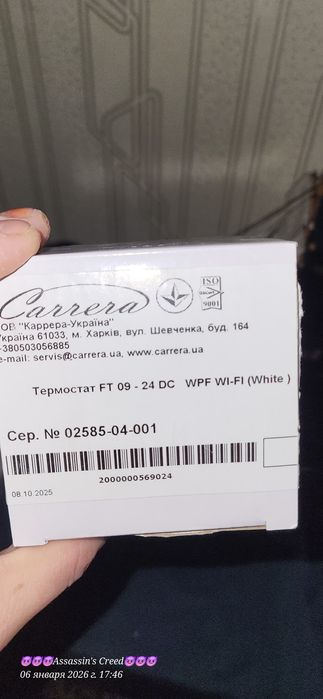 Carrera
ISO
9001
ОВ "Каррера-Україна"
країна 61033, м. Харків, вул. Шевченка, буд. 164
+380503056885
e-mail: servis@carrera.ua, www.carrera.ua
Термостат FT 09 - 24 DC WPF WI-FI (White )
Сер. № 02585-04-001
2000000569024
08.10.2025
😈😈😈Assassin's Creed😈😈😈
06 января 2026 г. 17:46